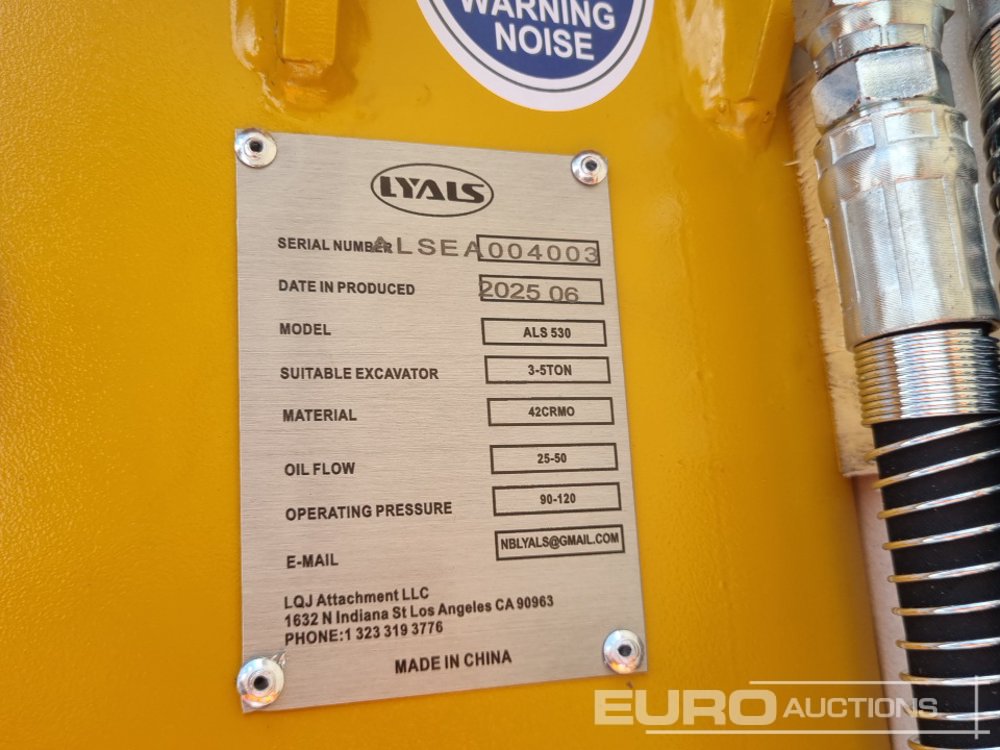 WARNING
NOISE
LYALS
SERIAL NUMBER ALSEA004003
DATE IN PRODUCED 2025 06
MODEL ALS 530
SUITABLE EXCAVATOR 3-5TON
MATERIAL 42CRMO
OIL FLOW 25-50
OPERATING PRESSURE 90-120
E-MAIL NBLYALS@GMAIL.COM
LQJ Attachment LLC
1632 N Indiana St Los Angeles CA 90963
PHONE:1 323 319 3776
MADE IN CHINA
EURO AUCTIONS